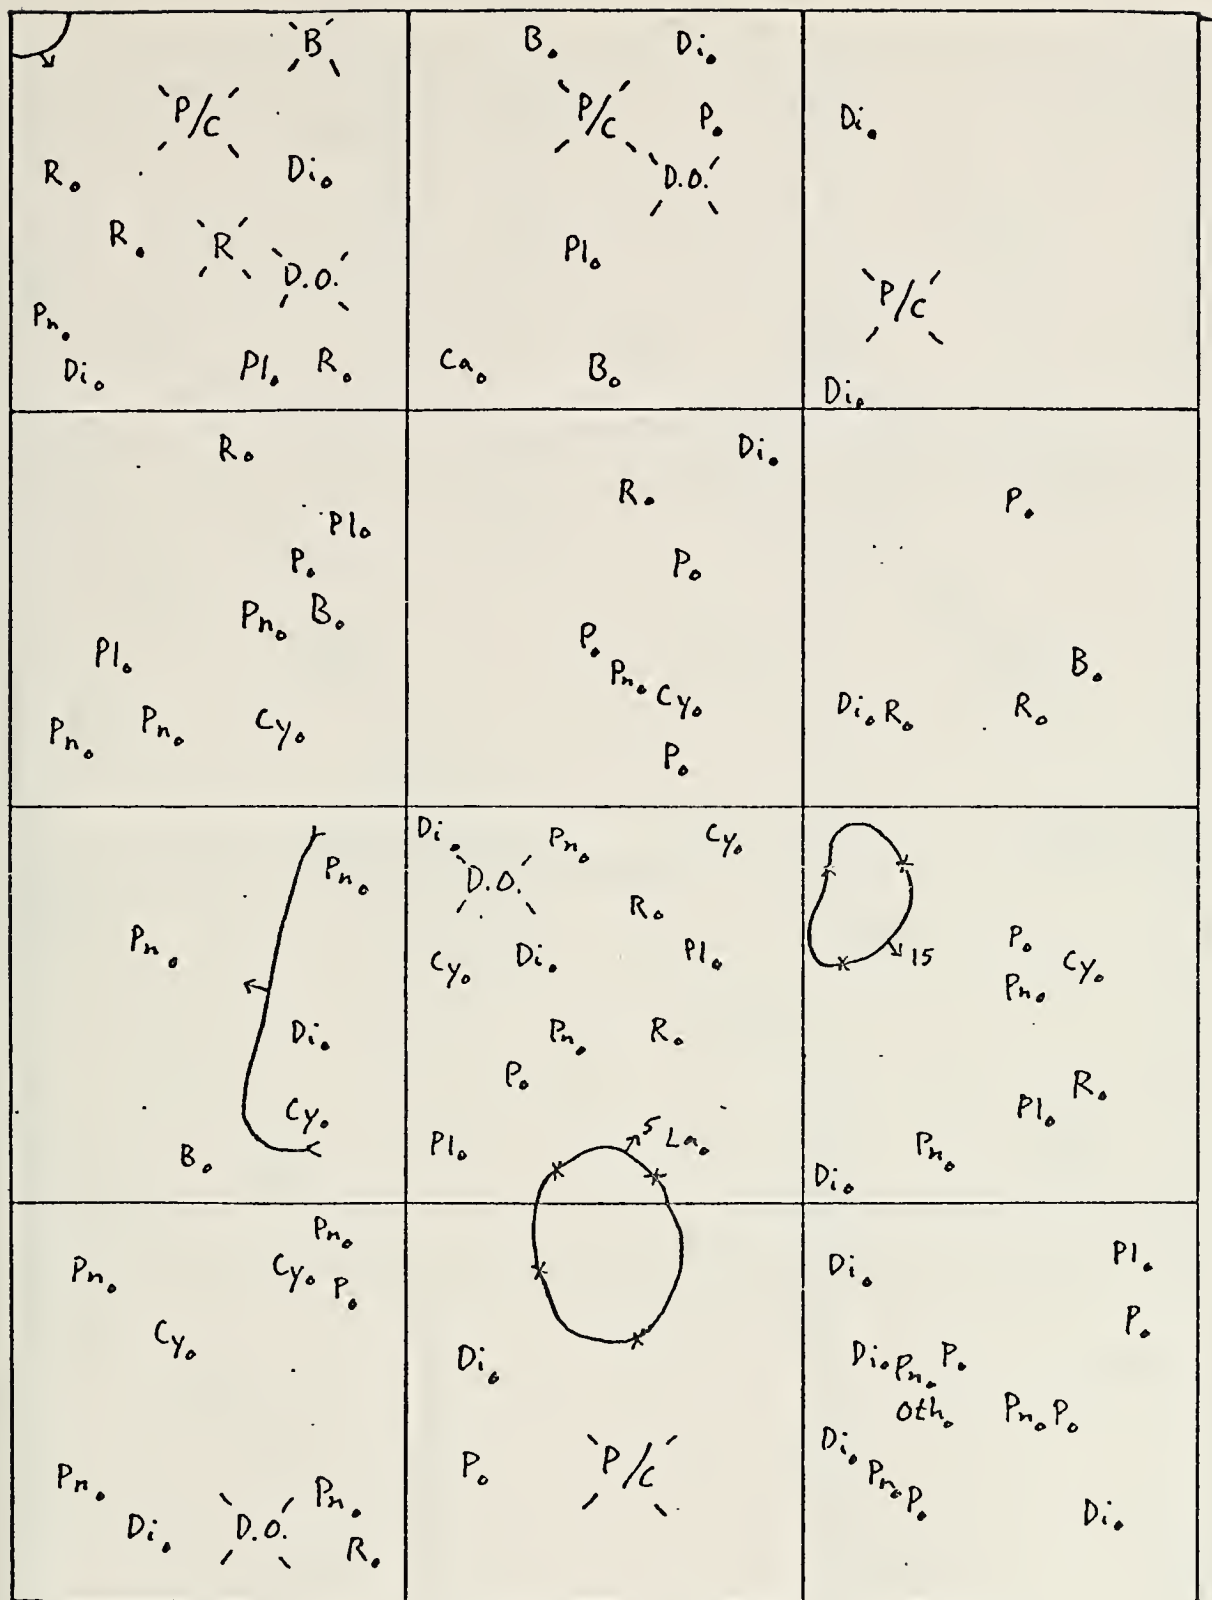 B
P/C
R.
Di.
R.
R
D.O.
Pn.
Di.
Pl.
R.
B.
Di.
P/C
P.
D.O.
Pl.
Ca.
B.
Di.
P/C
Di.
R.
Pl.
P.
Pn.
B.
Pl.
Pn.
Pn.
Cy.
Di.
R.
P.
P.
Pn.
Cy.
P.
P.
B.
Di. R.
R.
Pn.
Pn.
Di.
Cy.
B.
Di.
Pn.
Cy.
D.O.
R.
Cy.
Di.
Pl.
Pn.
R.
P.
Pl.
5 La.
15
P.
Cy.
Pn.
R.
Pl.
Pn.
Di.
Pn.
Pn.
Cy.
P.
Cy.
Pn.
Di.
D.O.
Pn.
R.
Di.
P.
P/C
Di.
Pl.
P.
Di. Pn. P.
Oth.
Pn. P.
Di.
Pn. P.
Di.